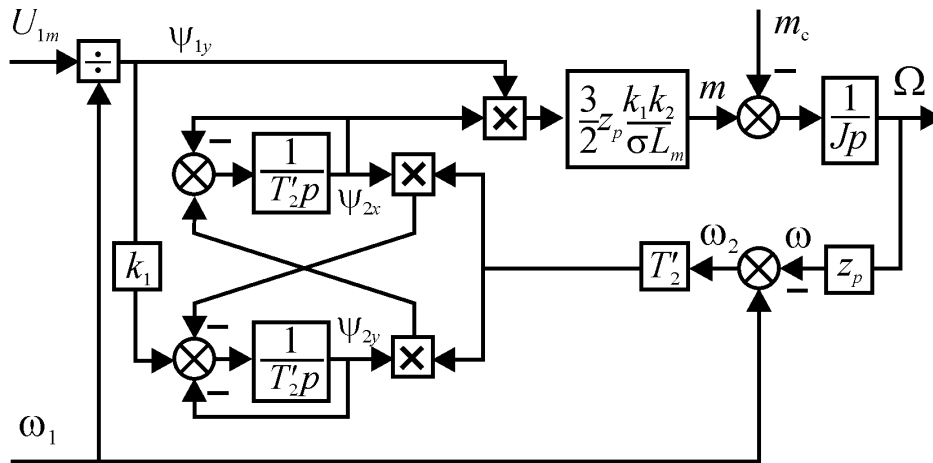 U₁ₘ
÷
ψ₁y
×
3/2 zₚ k₁k₂/σLₘ
m
m_c
−
1/Jp
Ω
−
1/T′₂p
ψ₂ₓ
×
k₁
T′₂
ω₂
ω
−
zₚ
−
1/T′₂p
ψ₂y
×
−
ω₁